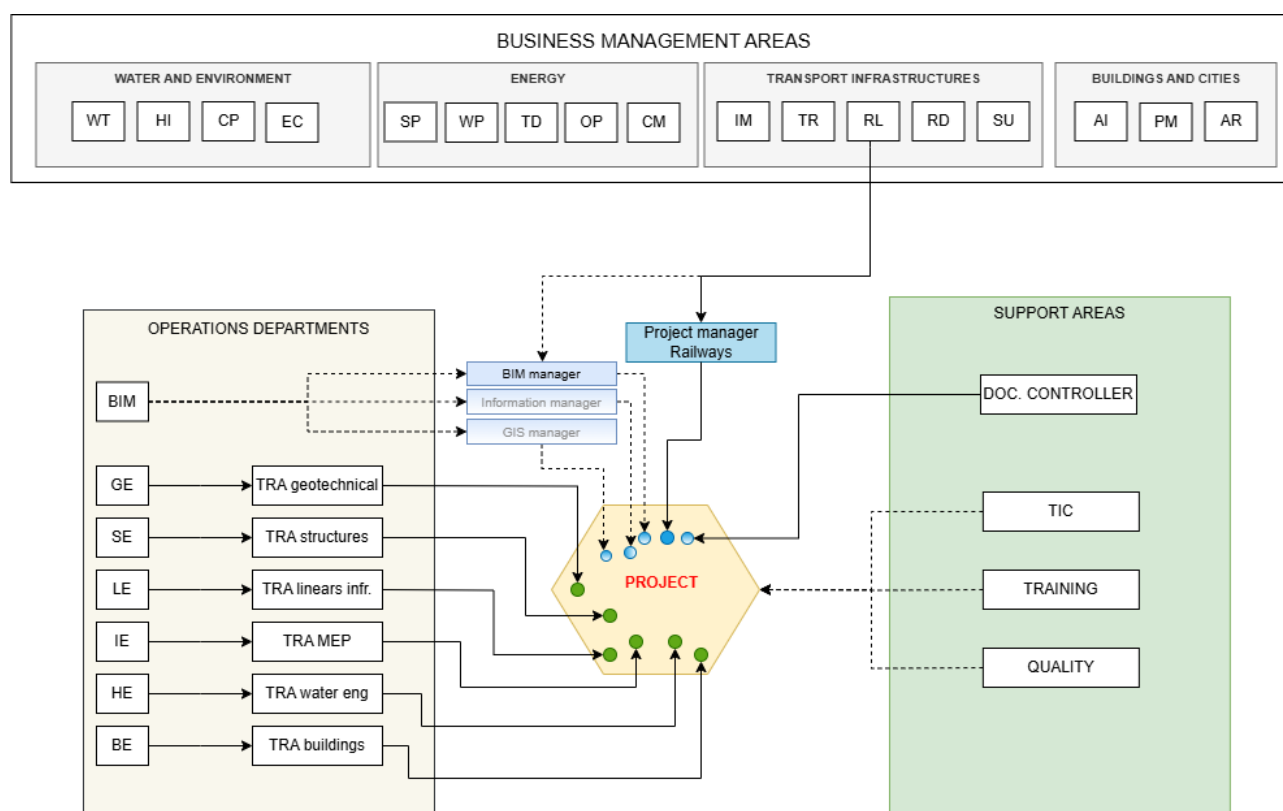 BUSINESS MANAGEMENT AREAS
WATER AND ENVIRONMENT
WT HI CP EC
ENERGY
SP WP TD OP CM
TRANSPORT INFRASTRUCTURES
IM TR RL RD SU
BUILDINGS AND CITIES
AI PM AR
OPERATIONS DEPARTMENTS
BIM
GE
TRA geotechnical
SE
TRA structures
LE
TRA linears infr.
IE
TRA MEP
HE
TRA water eng
BE
TRA buildings
Project manager
Railways
BIM manager
Information manager
GIS manager
PROJECT
SUPPORT AREAS
DOC. CONTROLLER
TIC
TRAINING
QUALITY